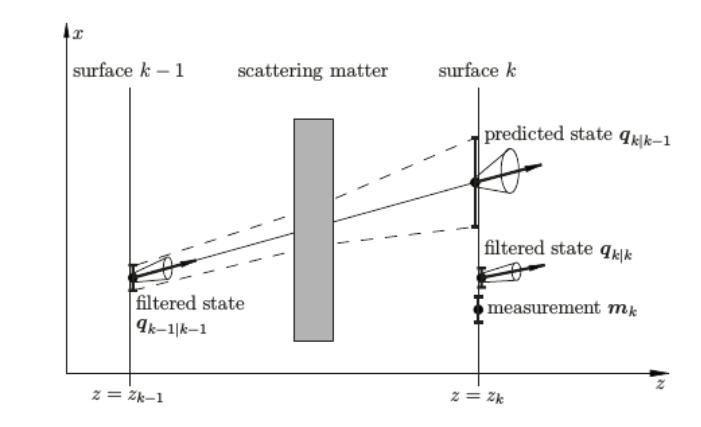 x
surface k − 1
scattering matter
surface k
predicted state q_{k|k−1}
filtered state q_{k|k}
filtered state
q_{k−1|k−1}
measurement m_k
z = z_{k−1}
z = z_k
z